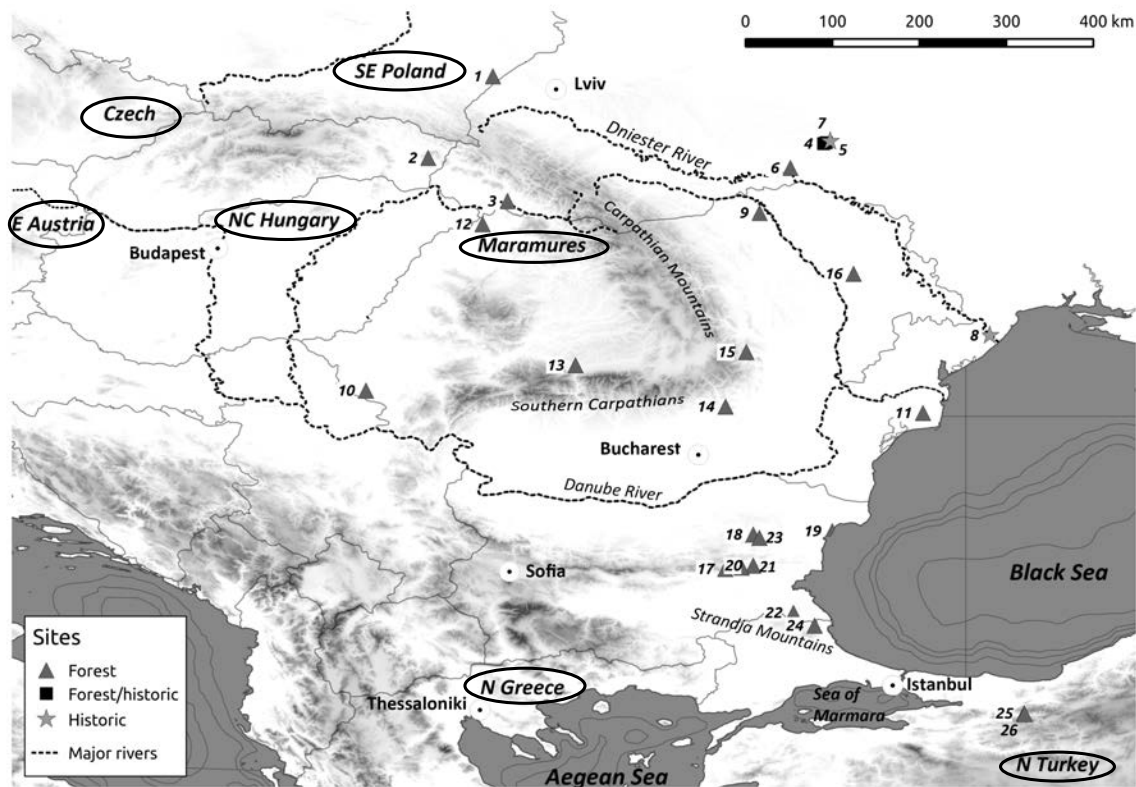 0 100 200 300 400 km
SE Poland
1
Lviv
Czech
Dniester River
7
4
5
2
6
3
9
E Austria
NC Hungary
12
Carpathian Mountains
Budapest
Maramures
16
8
15
13
10
Southern Carpathians
14
11
Bucharest
Danube River
18
23
19
Sofia
17
20
21
Black Sea
22
24
Strandja Mountains
Sites
Forest
Forest/historic
Historic
Major rivers
N Greece
Thessaloniki
Istanbul
Sea of
Marmara
25
26
N Turkey
Aegean Sea